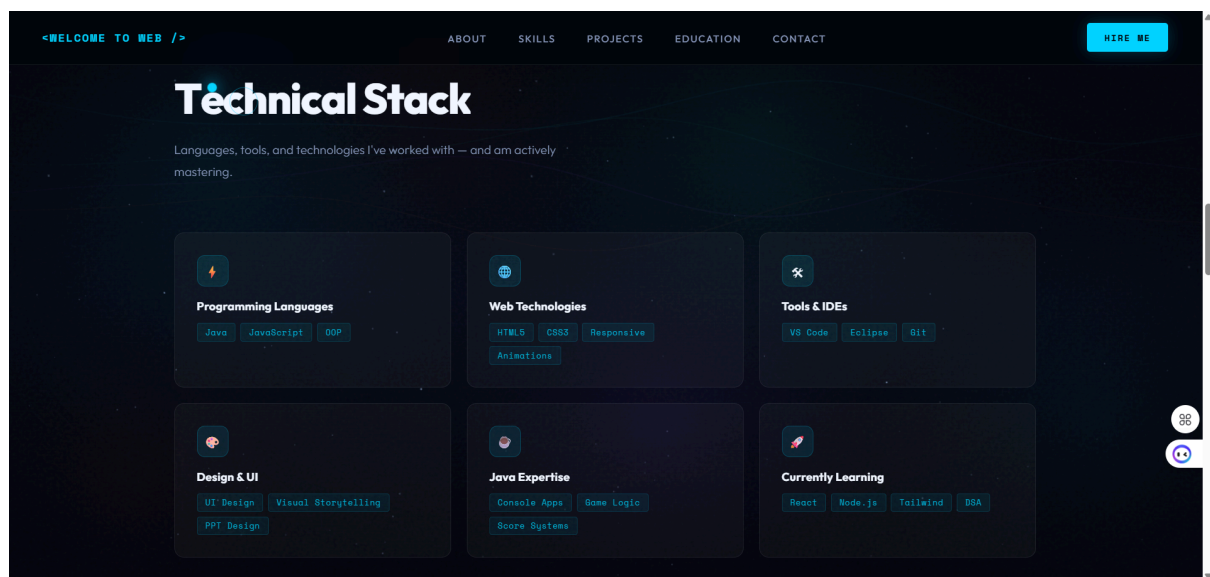 <WELCOME TO WEB />
ABOUT SKILLS PROJECTS EDUCATION CONTACT
HIRE ME
Technical Stack
Languages, tools, and technologies I've worked with — and am actively
mastering.
Programming Languages
Java JavaScript OOP
Web Technologies
HTML5 CSS3 Responsive
Animations
Tools & IDEs
VS Code Eclipse Git
Design & UI
UI Design Visual Storytelling
PPT Design
Java Expertise
Console Apps Game Logic
Score Systems
Currently Learning
React Node.js Tailwind DSA